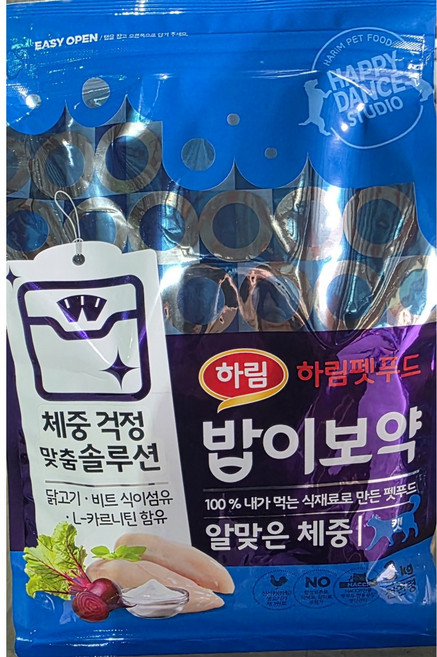 EASY OPEN
HARIM PET FOOD
HAPPY
DANCE
STUDIO
체중 걱정
맞춤솔루션
닭고기 · 비트 식이섬유
· L-카르니틴 함유
하림
하림펫푸드
밥이보약
100 % 내가 먹는 식재료로 만든 펫푸드
알맞은 체중
캣
NO
HACCP
kg